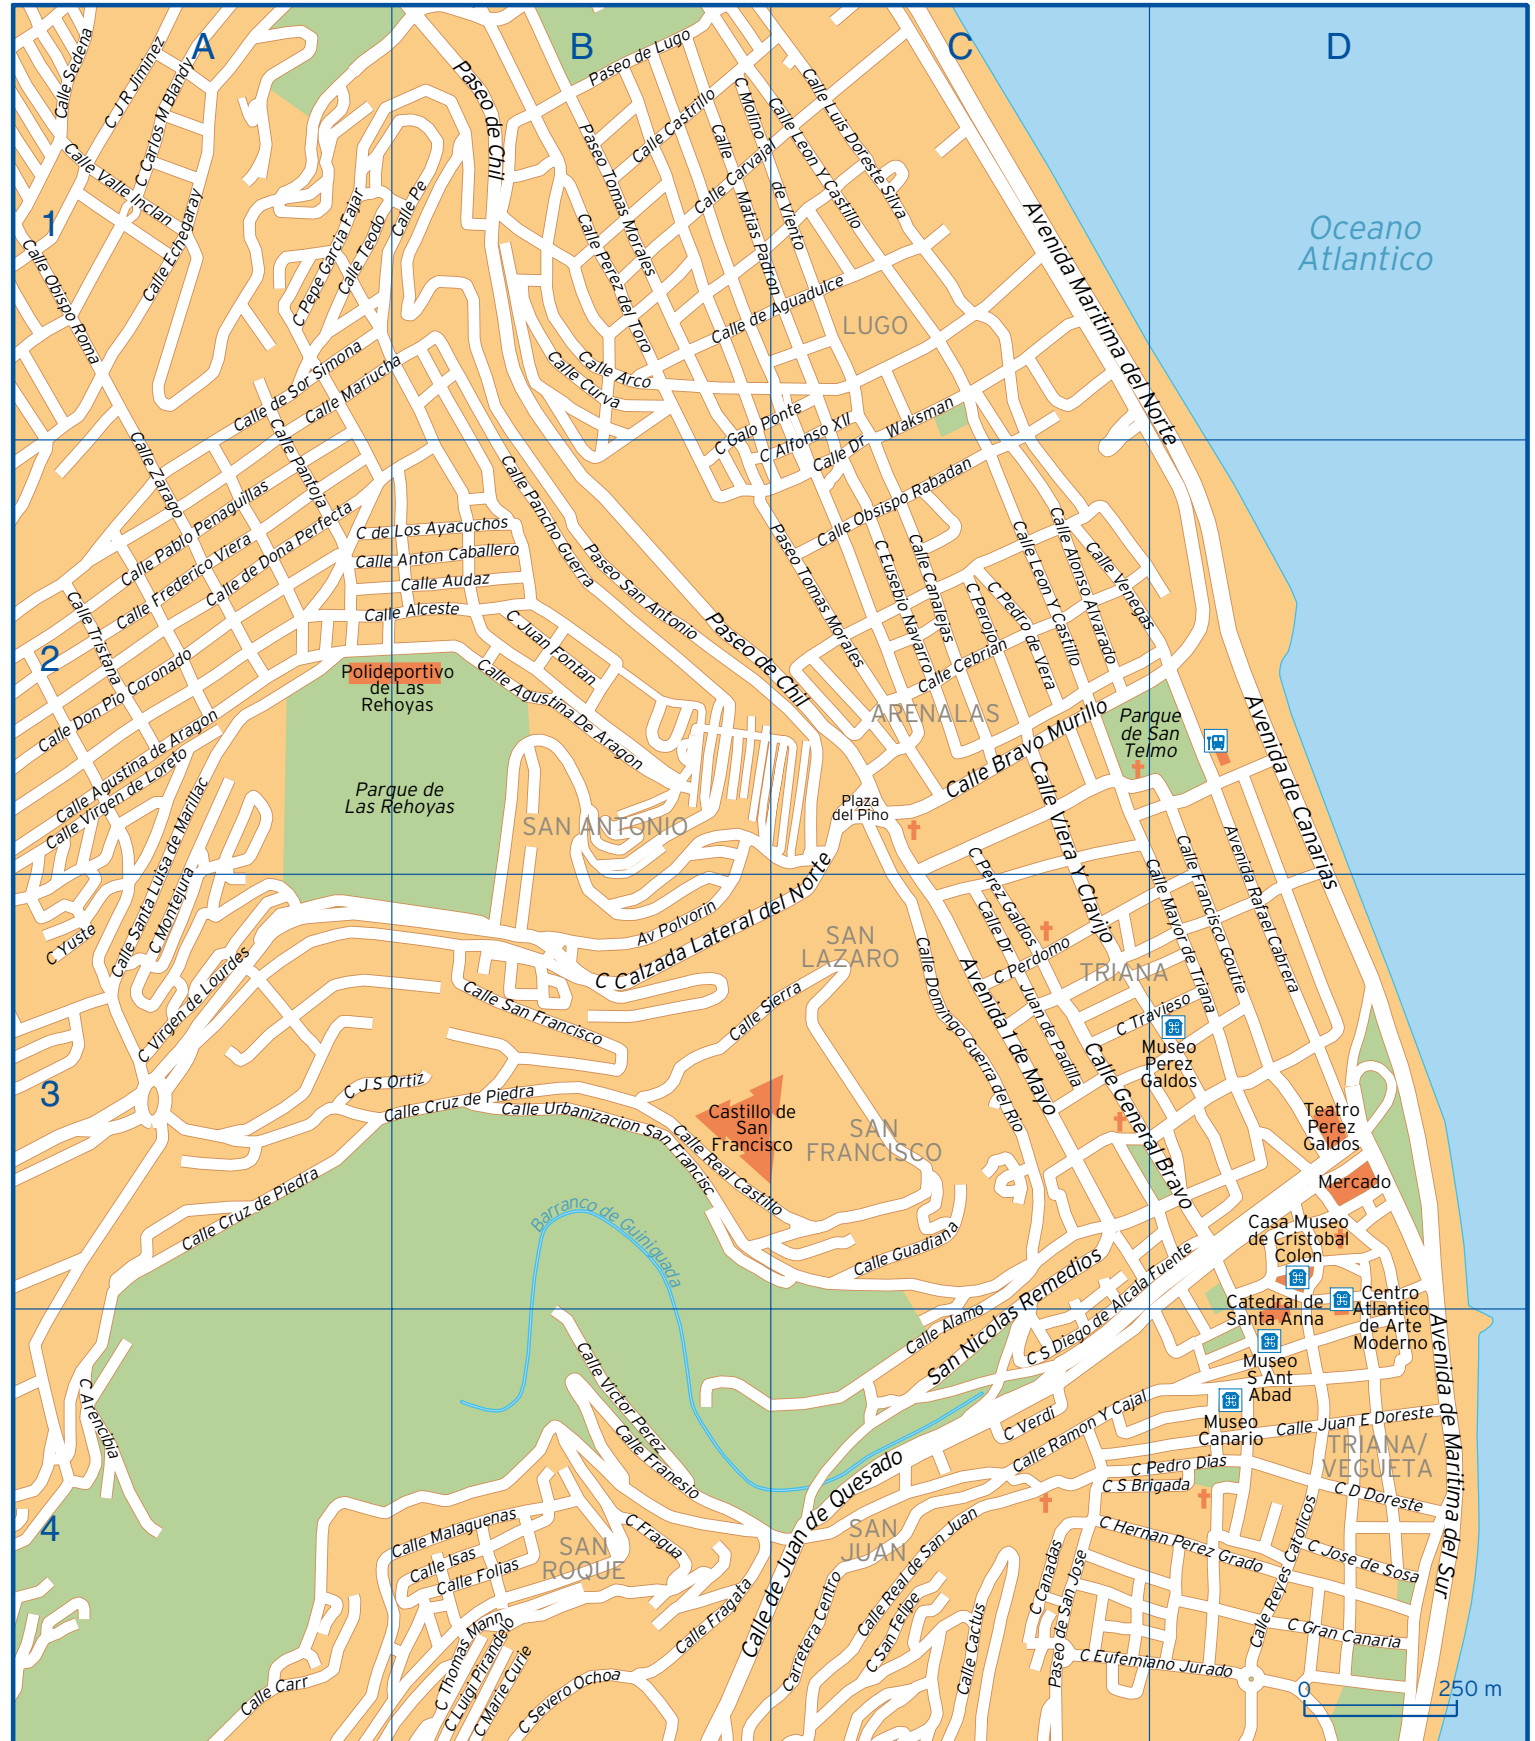 A
B
C
D
1
2
3
4
Calle Sedena
C J R Jiminez
C Carlos M Blandy
Calle Valle Inclan
Calle Echegaray
Calle Obispo Roma
C Pepe Garcia Fajar
Calle Teodo
Calle Pe
Paseo de Chil
Paseo de Lugo
Calle Castrillo
Calle Carvajal
Paseo Tomas Morales
Calle Perez del Toro
Calle
Matias Padron
C Molino
de Viento
Calle Leon Y Castillo
Calle Luis Doreste Silva
Avenida Maritima del Norte
Oceano
Atlantico
Calle de Aguadulce
LUGO
Calle Arco
Calle Curva
C Galo Ponte
C Alfonso XII
Calle Dr
Waksman
Calle de Sor Simona
Calle Mariucha
Calle Zarago
Calle Pantoja
Calle Pablo Penaguillas
Calle Frederico Viera
Calle de Dona Perfecta
C de Los Ayacuchos
Calle Anton Caballero
Calle Audaz
Calle Alceste
Calle Pancho Guerra
Paseo San Antonio
Paseo de Chil
Calle Obsispo Rabadan
Paseo Tomas Morales
C Eusebio Navarro
Calle Canalejas
C Perojo
C Pedro de Vera
Calle Leon Y Castillo
Calle Alonso Alvarado
Calle Venegas
Calle Cebrian
Calle Tristana
Calle Don Pio Coronado
Calle Agustina de Aragon
Calle Virgen de Loreto
Polideportivo
de Las
Rehoyas
Parque de
Las Rehoyas
C Juan Fontan
Calle Agustina De Aragon
SAN ANTONIO
ARENALAS
Calle Bravo Murillo
Parque
de San
Telmo
Avenida de Canarias
Plaza
del Pino
Calle Viera Y Clavijo
Calle Santa Luisa de Marillac
C Montejura
C Yuste
C Virgen de Lourdes
Av Polvorin
C Calzada Lateral del Norte
SAN
LAZARO
C Perez Galdos
Calle Dr
Juan de Padilla
C Perdomo
Calle Mayor de Triana
Calle Francisco Goutie
Avenida Rafael Cabrera
TRIANA
C Travieso
Museo
Perez
Galdos
Calle San Francisco
Calle Sierra
Calle Domingo Guerra del Rio
Avenida 1 de Mayo
Calle General Bravo
C J S Ortiz
Calle Cruz de Piedra
Calle Urbanizacion San Francisc
Calle Real Castillo
Castillo de
San
Francisco
SAN
FRANCISCO
Teatro
Perez
Galdos
Mercado
Calle Cruz de Piedra
Barranco de Guiniguada
Calle Guadiana
Casa Museo
de Cristobal
Colon
Catedral de
Santa Anna
Centro
Atlantico
de Arte
Moderno
Museo
S Ant
Abad
Museo
Canario
Calle Alamo
San Nicolas Remedios
C S Diego de Alcala Fuente
C Arencibia
Calle Victor Perez
Calle Franesio
C Verdi
Calle Ramon Y Cajal
Calle Juan E Doreste
TRIANA/
VEGUETA
Avenida de Maritima del Sur
C Pedro Dias
C S Brigada
C D Doreste
Calle Malaguenas
Calle Isas
Calle Folias
SAN
ROQUE
C Fragua
Calle Fragata
Calle de Juan de Quesado
SAN
JUAN
Calle Real de San Juan
C Hernan Perez Grado
C Jose de Sosa
Calle Reyes Catolicos
C Gran Canaria
C Eufemiano Jurado
C Canadas
Paseo de San Jose
Calle Cactus
C San Felipe
Carretera Centro
C Thomas Mann
C Luigi Pirandelo
C Marie Curie
C Severo Ochoa
Calle Carr
0
250 m